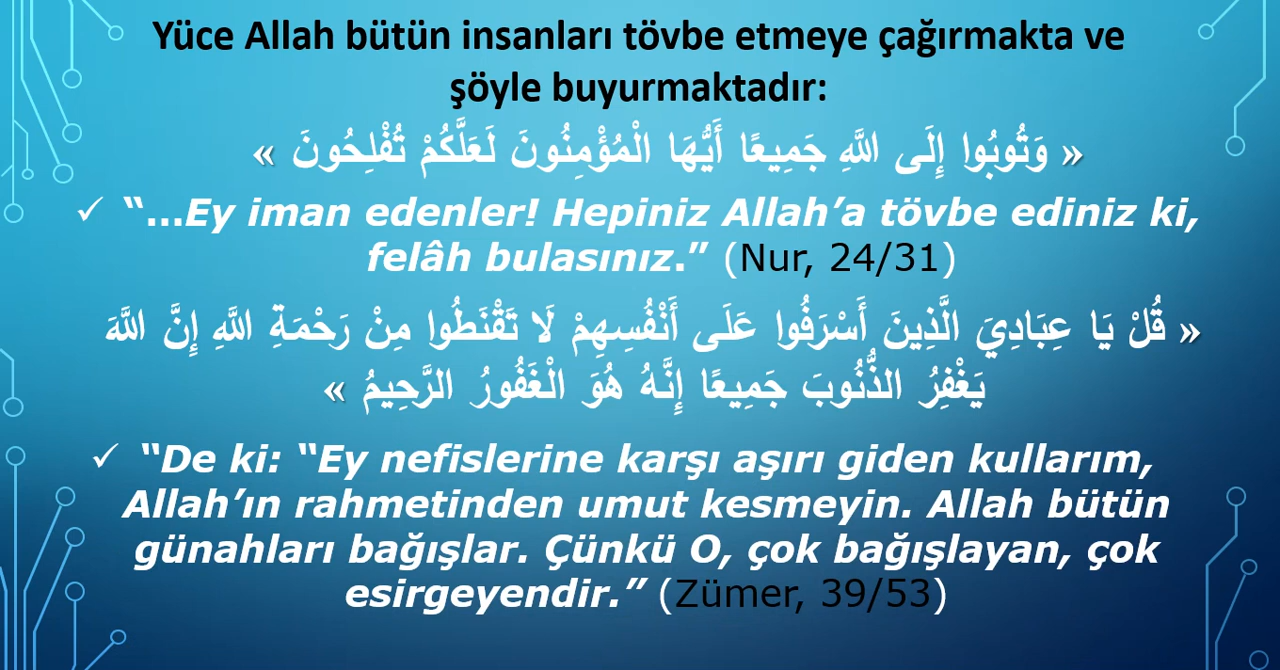 Yüce Allah bütün insanları tövbe etmeye çağırmakta ve
şöyle buyurmaktadır:
« وَتُوبُوا إِلَى اللَّهِ جَمِيعًا أَيُّهَا الْمُؤْمِنُونَ لَعَلَّكُمْ تُفْلِحُونَ »
✓ “…Ey iman edenler! Hepiniz Allah’a tövbe ediniz ki,
felâh bulasınız.” (Nur, 24/31)
« قُلْ يَا عِبَادِيَ الَّذِينَ أَسْرَفُوا عَلَى أَنْفُسِهِمْ لَا تَقْنَطُوا مِنْ رَحْمَةِ اللَّهِ إِنَّ اللَّهَ
يَغْفِرُ الذُّنُوبَ جَمِيعًا إِنَّهُ هُوَ الْغَفُورُ الرَّحِيمُ »
✓ “De ki: “Ey nefislerine karşı aşırı giden kullarım,
Allah’ın rahmetinden umut kesmeyin. Allah bütün
günahları bağışlar. Çünkü O, çok bağışlayan, çok
esirgeyendir.” (Zümer, 39/53)